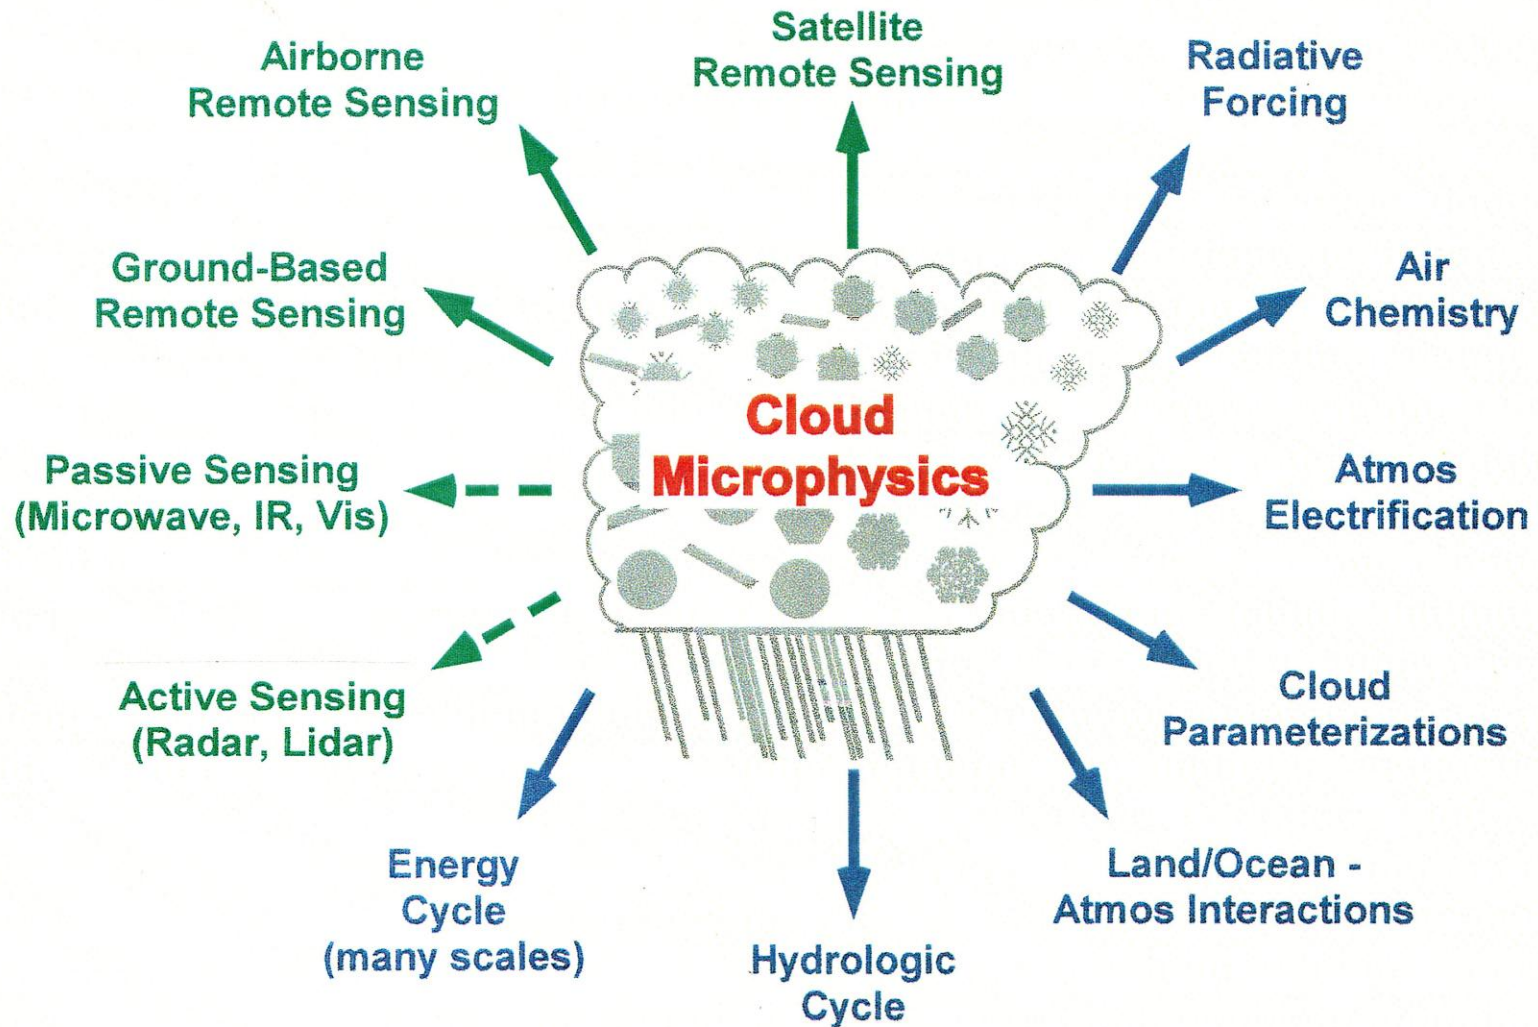 Satellite
Remote Sensing
Airborne
Remote Sensing
Radiative
Forcing
Ground-Based
Remote Sensing
Air
Chemistry
Cloud
Microphysics
Passive Sensing
(Microwave, IR, Vis)
Atmos
Electrification
Active Sensing
(Radar, Lidar)
Cloud
Parameterizations
Energy
Cycle
(many scales)
Land/Ocean -
Atmos Interactions
Hydrologic
Cycle